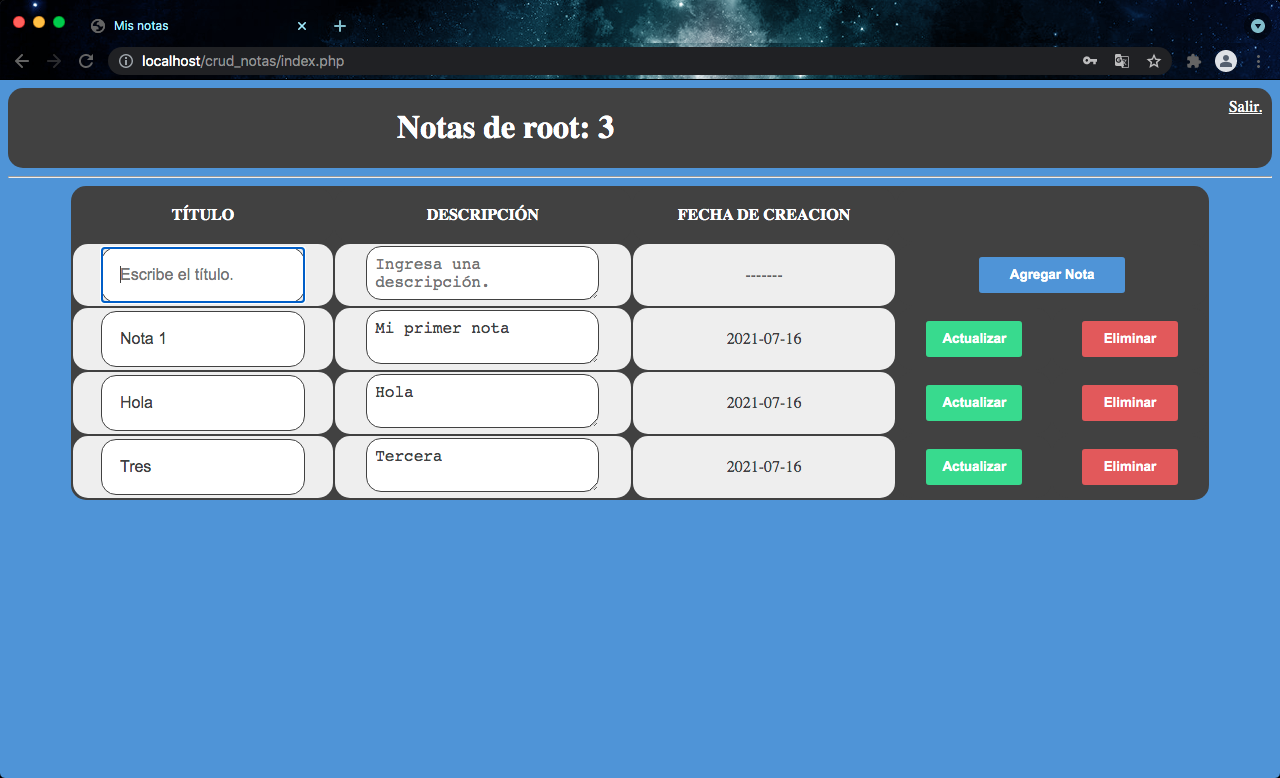 Mis notas
localhost/crud_notas/index.php
Salir.
Notas de root: 3
TÍTULO DESCRIPCIÓN FECHA DE CREACION
Escribe el título. Ingresa una ------- Agregar Nota
descripción.
Nota 1 Mi primer nota 2021-07-16 Actualizar Eliminar
Hola Hola 2021-07-16 Actualizar Eliminar
Tres Tercera 2021-07-16 Actualizar Eliminar